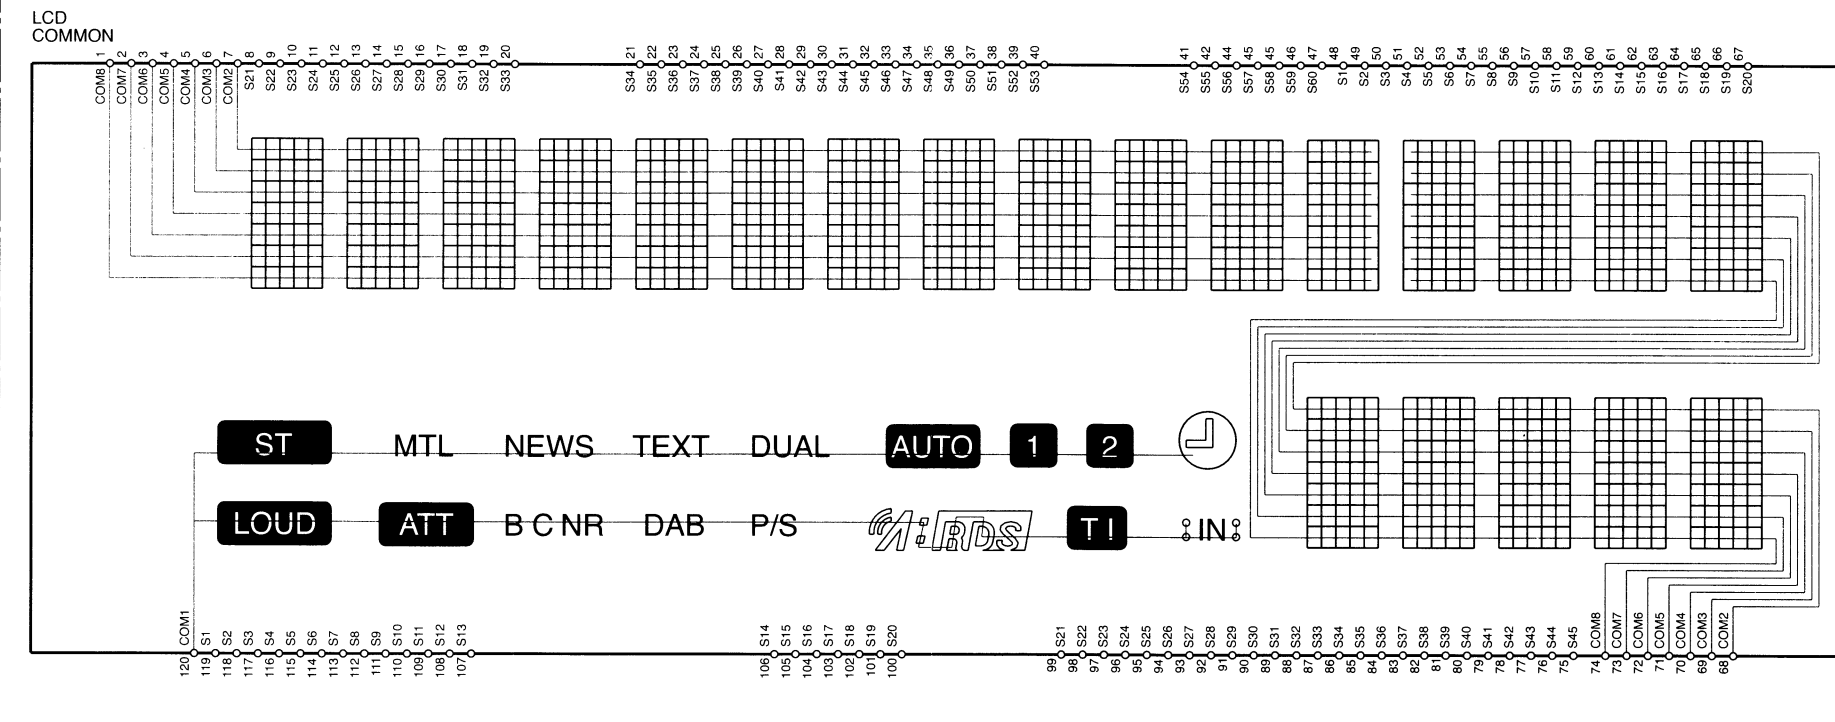 LCD
COMMON
1 2 3 4 5 6 7 8 9 10 11 12 13 14 15 16 17 18 19 20 21 22 23 24 25 26 27 28 29 30 31 32 33 34 35 36 37 38 39 40 41 42 44 45 45 46 47 48 49 50 51 52 53 54 55 56 57 58 59 60 61 62 63 64 65 66 67
COM8 COM7 COM6 COM5 COM4 COM3 COM2 S21 S22 S23 S24 S25 S26 S27 S28 S29 S30 S31 S32 S33 S34 S35 S36 S37 S38 S39 S40 S41 S42 S43 S44 S45 S46 S47 S48 S49 S50 S51 S52 S53 S54 S55 S56 S57 S58 S59 S60 S1 S2 S3 S4 S5 S6 S7 S8 S9 S10 S11 S12 S13 S14 S15 S16 S17 S18 S19 S20
ST MTL NEWS TEXT DUAL AUTO 1 2
LOUD ATT B C NR DAB P/S RDS TI IN
COM1 S1 S2 S3 S4 S5 S6 S7 S8 S9 S10 S11 S12 S13 S14 S15 S16 S17 S18 S19 S20 S21 S22 S23 S24 S25 S26 S27 S28 S29 S30 S31 S32 S33 S34 S35 S36 S37 S38 S39 S40 S41 S42 S43 S44 S45 COM8 COM7 COM6 COM5 COM4 COM3 COM2
120 119 118 117 116 115 114 113 112 111 110 109 108 107 106 105 104 103 102 101 100 99 98 97 96 95 94 93 92 91 90 89 88 87 86 85 84 83 82 81 80 79 78 77 76 75 74 73 72 71 70 69 68